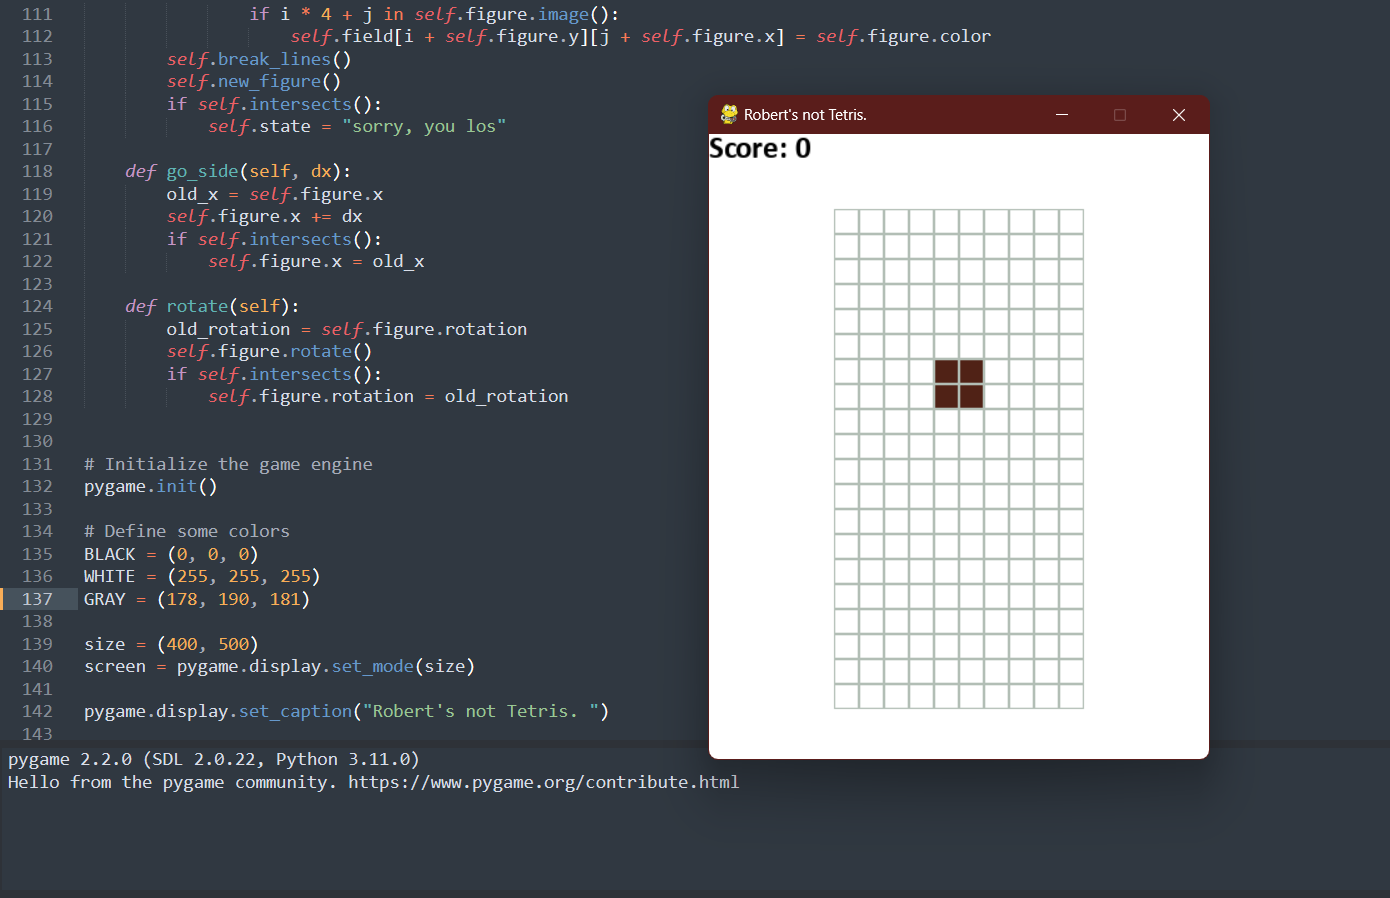 111 if i * 4 + j in self.figure.image():
112 self.field[i + self.figure.y][j + self.figure.x] = self.figure.color
113 self.break_lines()
114 self.new_figure()
115 if self.intersects():
116 self.state = "sorry, you los"
117
118 def go_side(self, dx):
119 old_x = self.figure.x
120 self.figure.x += dx
121 if self.intersects():
122 self.figure.x = old_x
123
124 def rotate(self):
125 old_rotation = self.figure.rotation
126 self.figure.rotate()
127 if self.intersects():
128 self.figure.rotation = old_rotation
129
130
131 # Initialize the game engine
132 pygame.init()
133
134 # Define some colors
135 BLACK = (0, 0, 0)
136 WHITE = (255, 255, 255)
137 GRAY = (178, 190, 181)
138
139 size = (400, 500)
140 screen = pygame.display.set_mode(size)
141
142 pygame.display.set_caption("Robert's not Tetris. ")
143
pygame 2.2.0 (SDL 2.0.22, Python 3.11.0)
Hello from the pygame community. https://www.pygame.org/contribute.html
Robert's not Tetris.
Score: 0